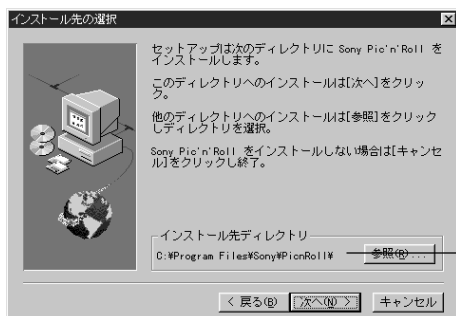 インストール先の選択
セットアップは次のディレクトリに Sony Pic'n'Roll を
インストールします。
このディレクトリへのインストールは[次へ]をクリッ
ク。
他のディレクトリへのインストールは[参照]をクリック
しディレクトリを選択。
Sony Pic'n'Roll をインストールしない場合は[キャンセ
ル]をクリックし終了。
インストール先ディレクトリ
C:¥Program Files¥Sony¥PicnRoll¥
参照(R)...
< 戻る(B)
次へ(N) >
キャンセル